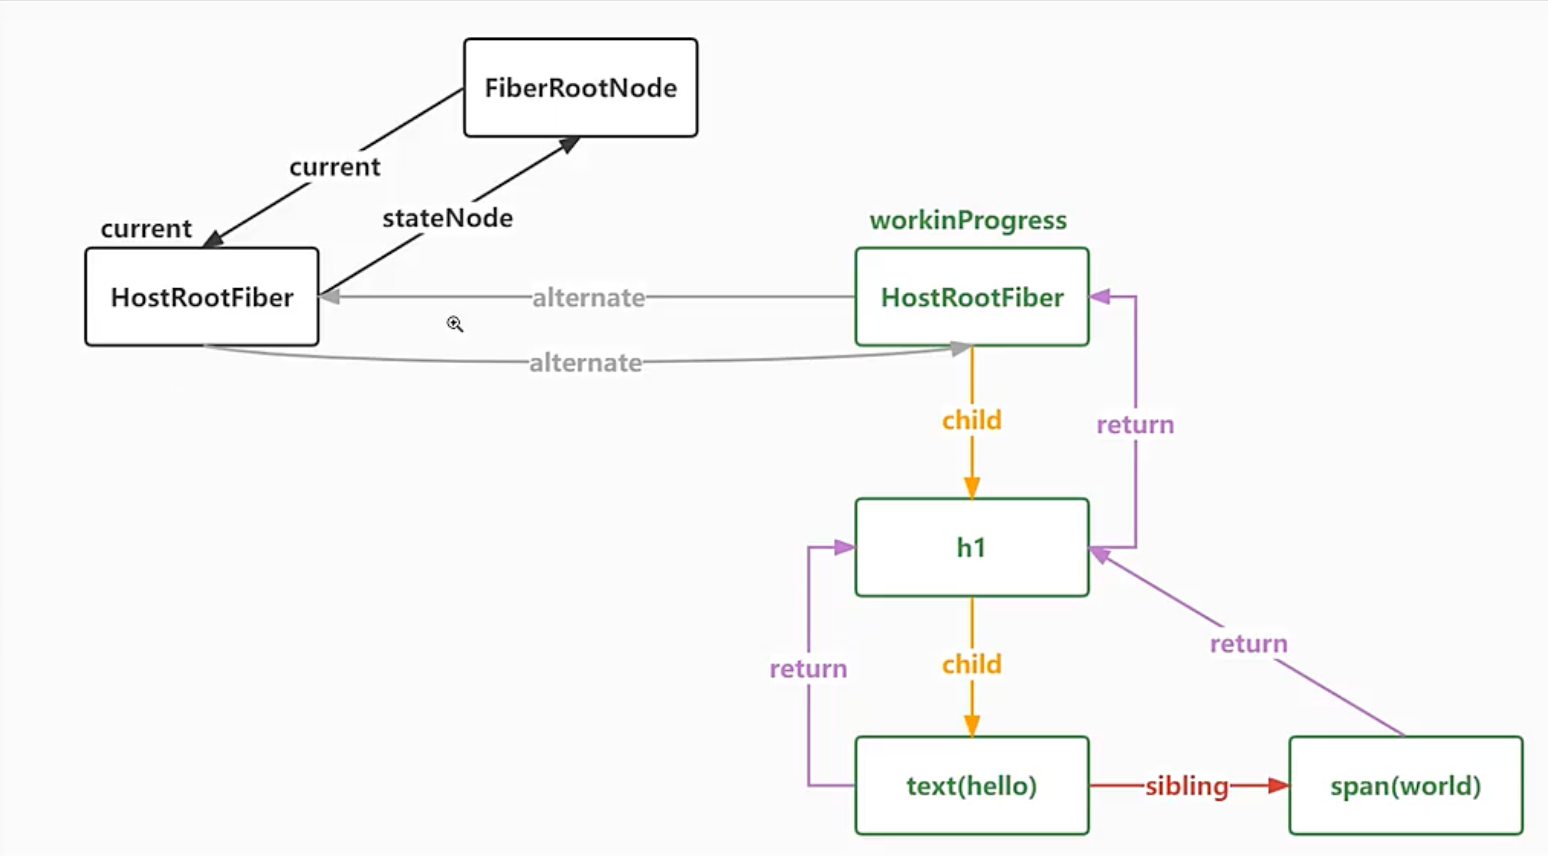 FiberRootNode
current
stateNode
current
workinProgress
HostRootFiber
alternate
HostRootFiber
alternate
child
return
h1
return
child
return
text(hello)
sibling
span(world)